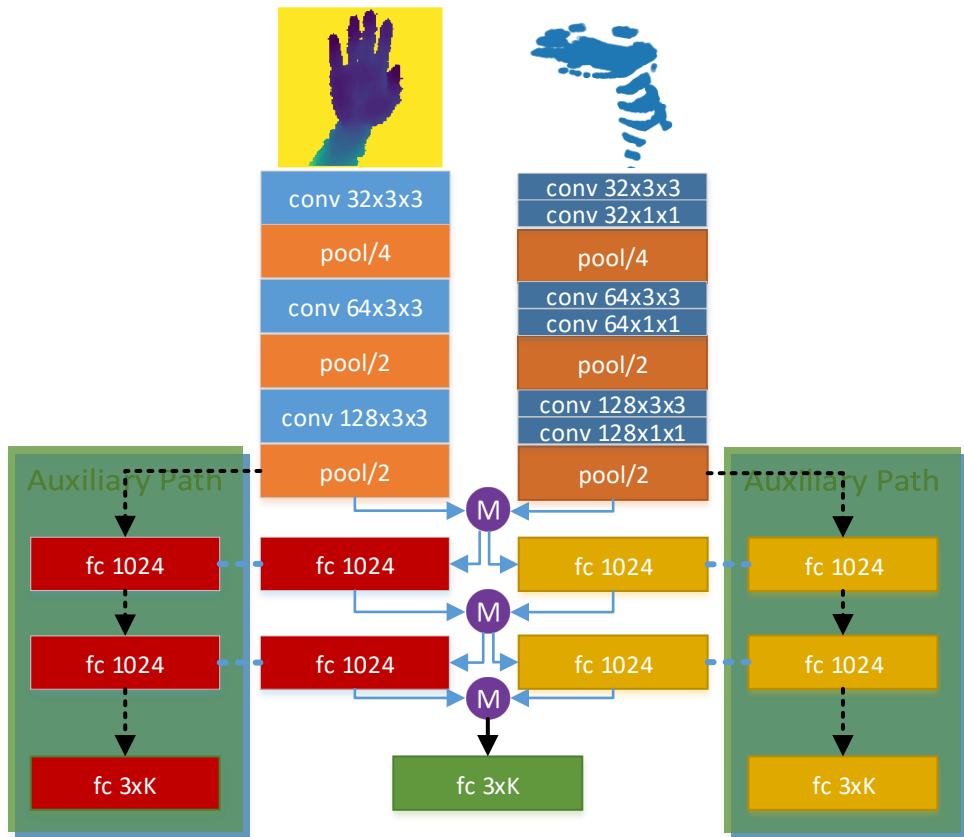 conv 32x3x3
pool/4
conv 64x3x3
pool/2
conv 128x3x3
pool/2
conv 32x3x3
conv 32x1x1
pool/4
conv 64x3x3
conv 64x1x1
pool/2
conv 128x3x3
conv 128x1x1
pool/2
Auxiliary Path
Auxiliary Path
M
fc 1024
fc 1024
fc 1024
fc 1024
M
fc 1024
fc 1024
fc 1024
fc 1024
M
fc 3xK
fc 3xK
fc 3xK